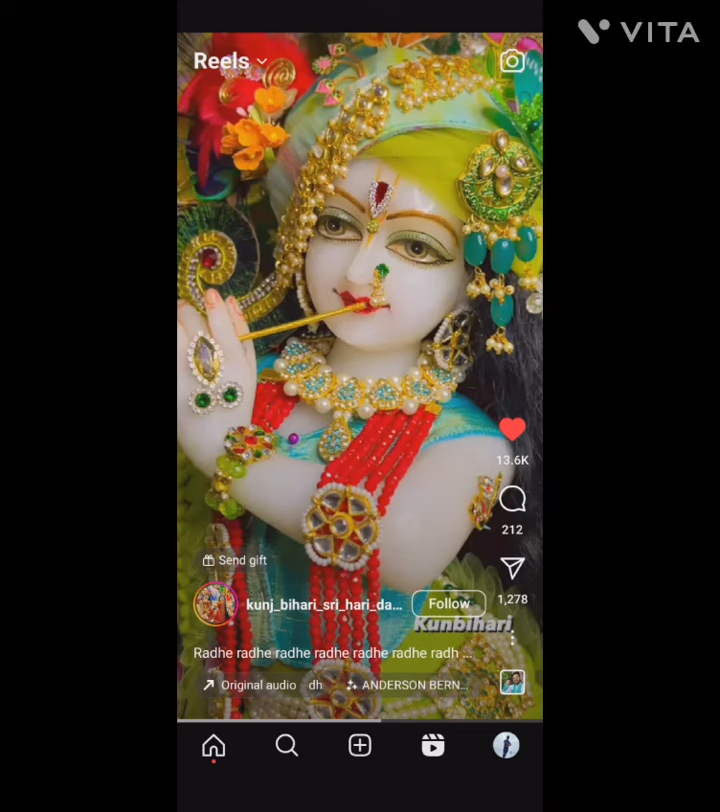 VITA
Reels
13.6K
212
Send gift
kunj_bihari_sri_hari_da...
Follow
1,278
Kunbihari
Radhe radhe radhe radhe radhe radhe radh ...
Original audio dh ANDERSON BERN...